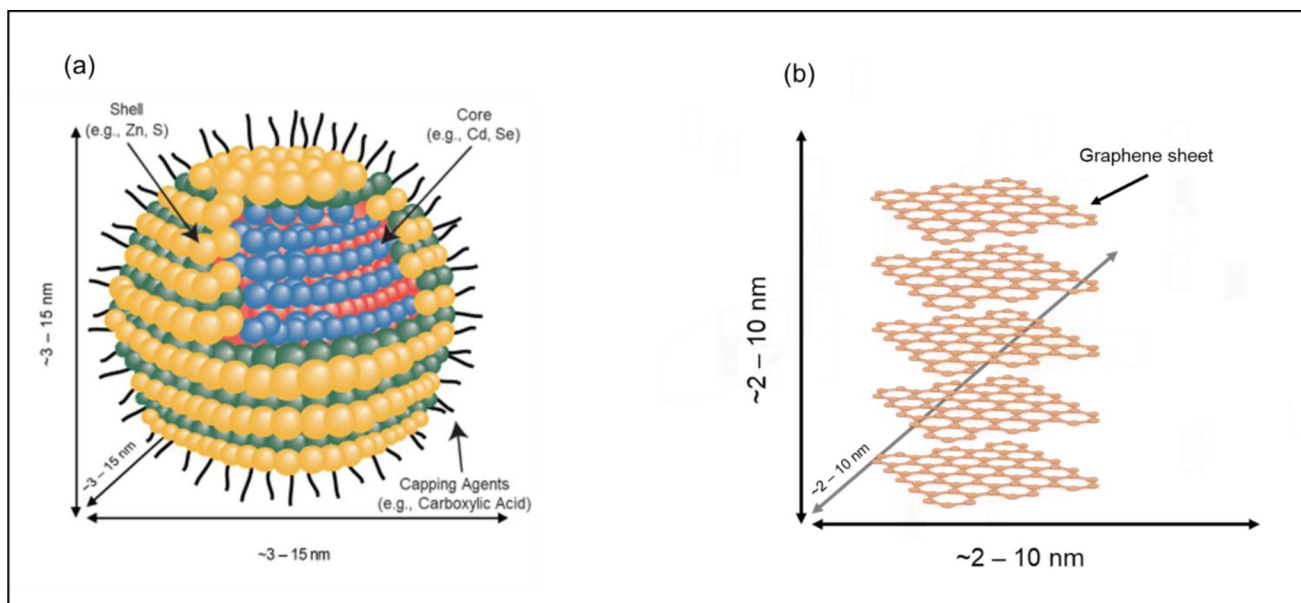 (a)
Shell
(e.g., Zn, S)
Core
(e.g., Cd, Se)
~3 – 15 nm
~3 – 15 nm
Capping Agents
(e.g., Carboxylic Acid)
~3 – 15 nm
(b)
Graphene sheet
~2 – 10 nm
~2 – 10 nm
~2 – 10 nm